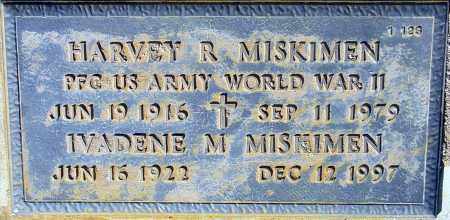 1 123
HARVEY R MISKIMEN
PFC US ARMY WORLD WAR II
JUN 19 1916 SEP 11 1979
IVADENE M MISKIMEN
JUN 16 1922 DEC 12 1997